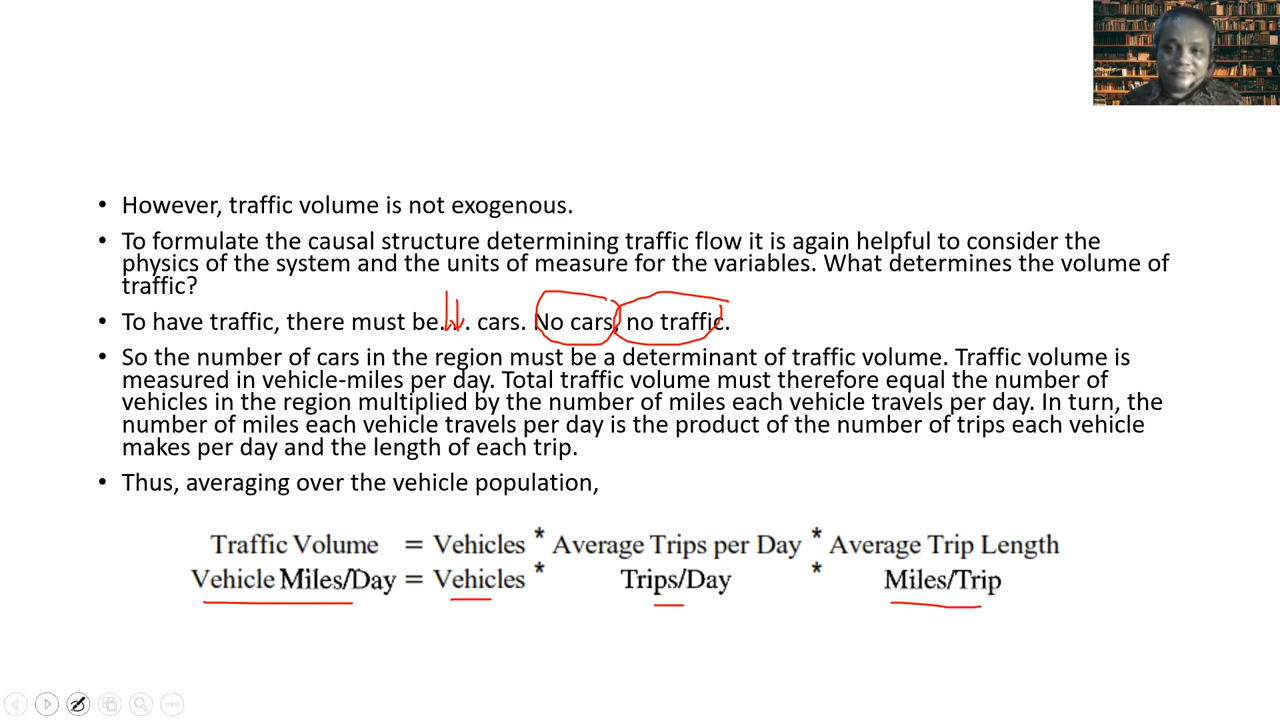 • However, traffic volume is not exogenous.
• To formulate the causal structure determining traffic flow it is again helpful to consider the
physics of the system and the units of measure for the variables. What determines the volume of
traffic?
• To have traffic, there must be... cars. No cars, no traffic.
• So the number of cars in the region must be a determinant of traffic volume. Traffic volume is
measured in vehicle-miles per day. Total traffic volume must therefore equal the number of
vehicles in the region multiplied by the number of miles each vehicle travels per day. In turn, the
number of miles each vehicle travels per day is the product of the number of trips each vehicle
makes per day and the length of each trip.
• Thus, averaging over the vehicle population,
Traffic Volume = Vehicles * Average Trips per Day * Average Trip Length
Vehicle Miles/Day = Vehicles * Trips/Day * Miles/Trip